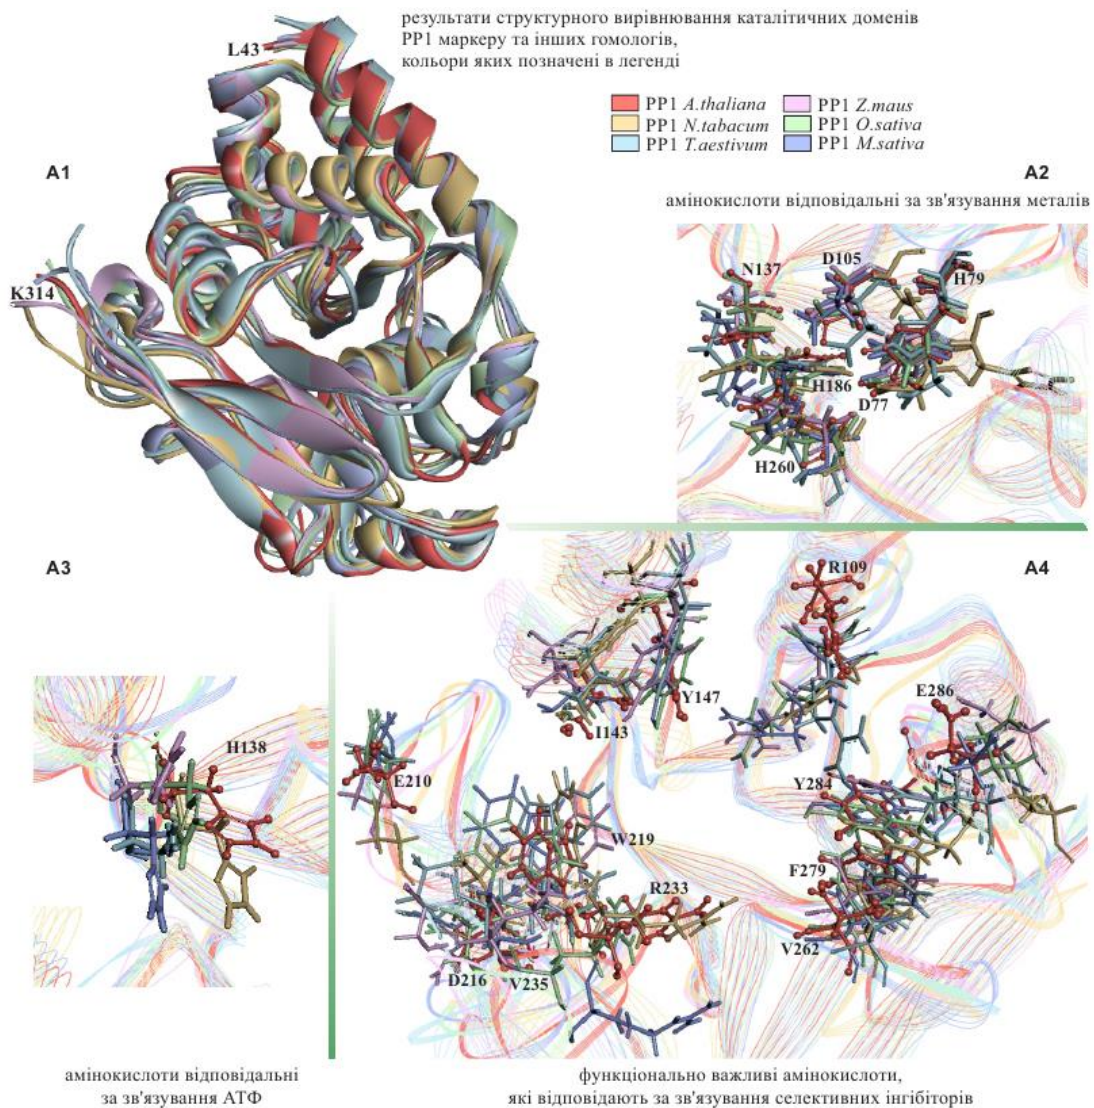 результати структурного вирівнювання каталітичних доменів
PP1 маркеру та інших гомологів,
кольори яких позначені в легенді
L43
PP1 A.thaliana
PP1 Z.maus
PP1 N.tabacum
PP1 O.sativa
PP1 T.aestivum
PP1 M.sativa
A1
A2
амінокислоти відповідальні за зв'язування металів
K314
N137
D105
H79
H186
D77
H260
A3
A4
R109
Y147
I143
E286
H138
E210
Y284
W219
F279
R233
V262
D216
V235
амінокислоти відповідальні
за зв'язування АТФ
функціонально важливі амінокислоти,
які відповідають за зв'язування селективних інгібіторів